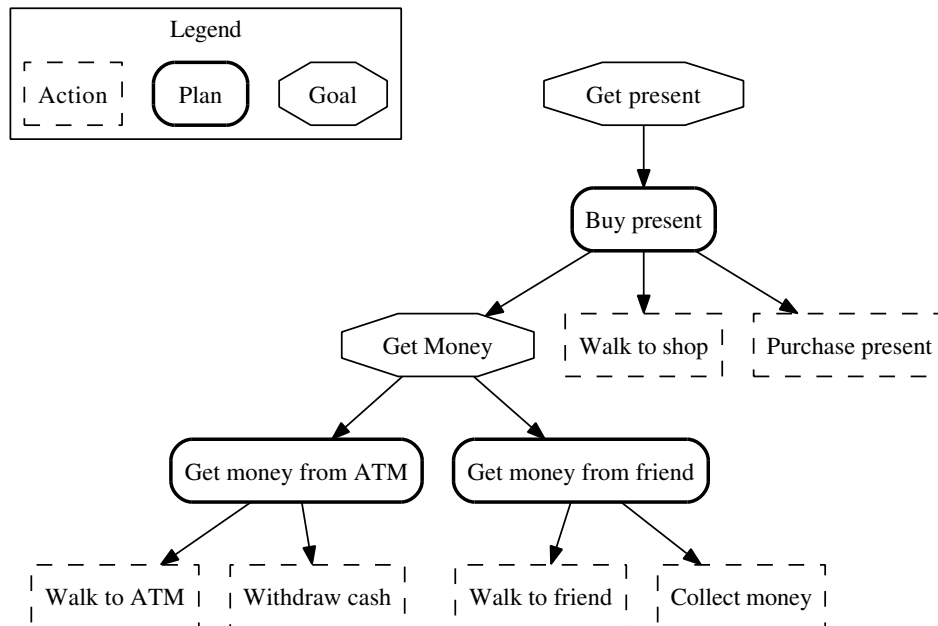 Legend
Action Plan Goal
Get present
Buy present
Get Money Walk to shop Purchase present
Get money from ATM Get money from friend
Walk to ATM Withdraw cash Walk to friend Collect money